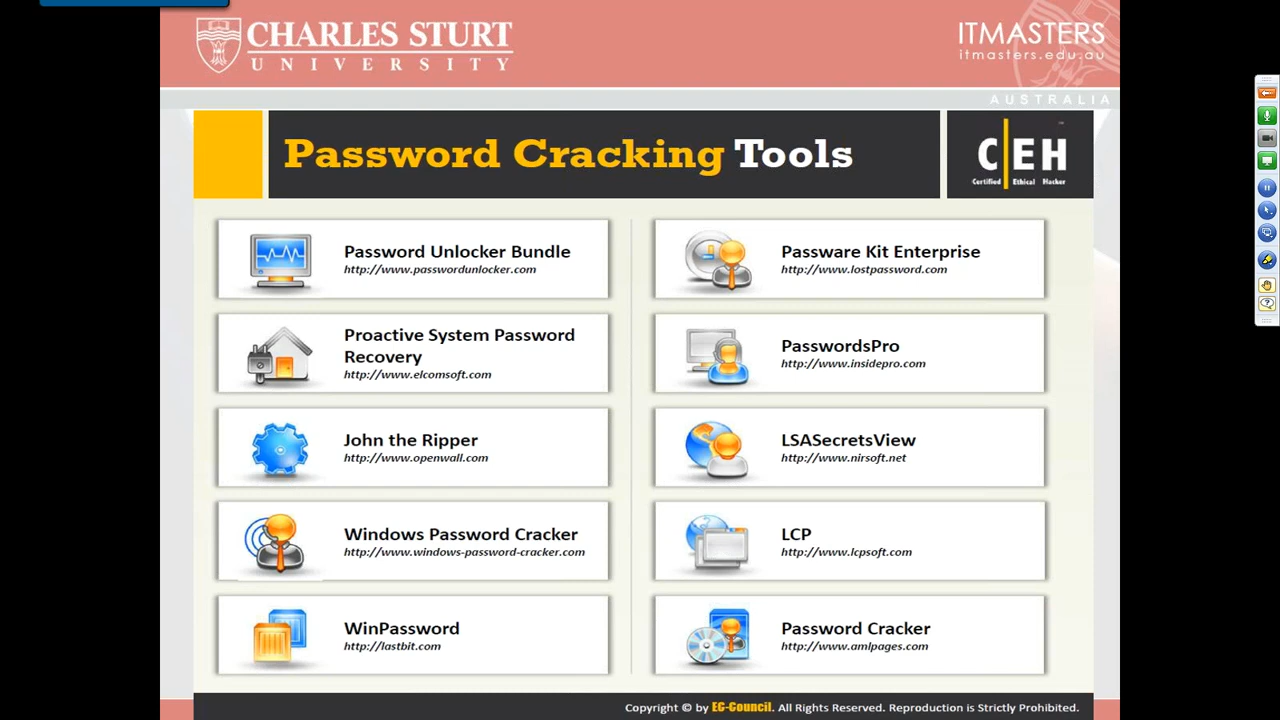 CHARLES STURT
UNIVERSITY
ITMASTERS
itmasters.edu.au
AUSTRALIA
Password Cracking Tools
C|EH
Certified Ethical Hacker
Password Unlocker Bundle
http://www.passwordunlocker.com
Proactive System Password
Recovery
http://www.elcomsoft.com
John the Ripper
http://www.openwall.com
Windows Password Cracker
http://www.windows-password-cracker.com
WinPassword
http://lastbit.com
Passware Kit Enterprise
http://www.lostpassword.com
PasswordsPro
http://www.insidepro.com
LSASecretsView
http://www.nirsoft.net
LCP
http://www.lcpsoft.com
Password Cracker
http://www.amlpages.com
Copyright © by EC-Council. All Rights Reserved. Reproduction is Strictly Prohibited.